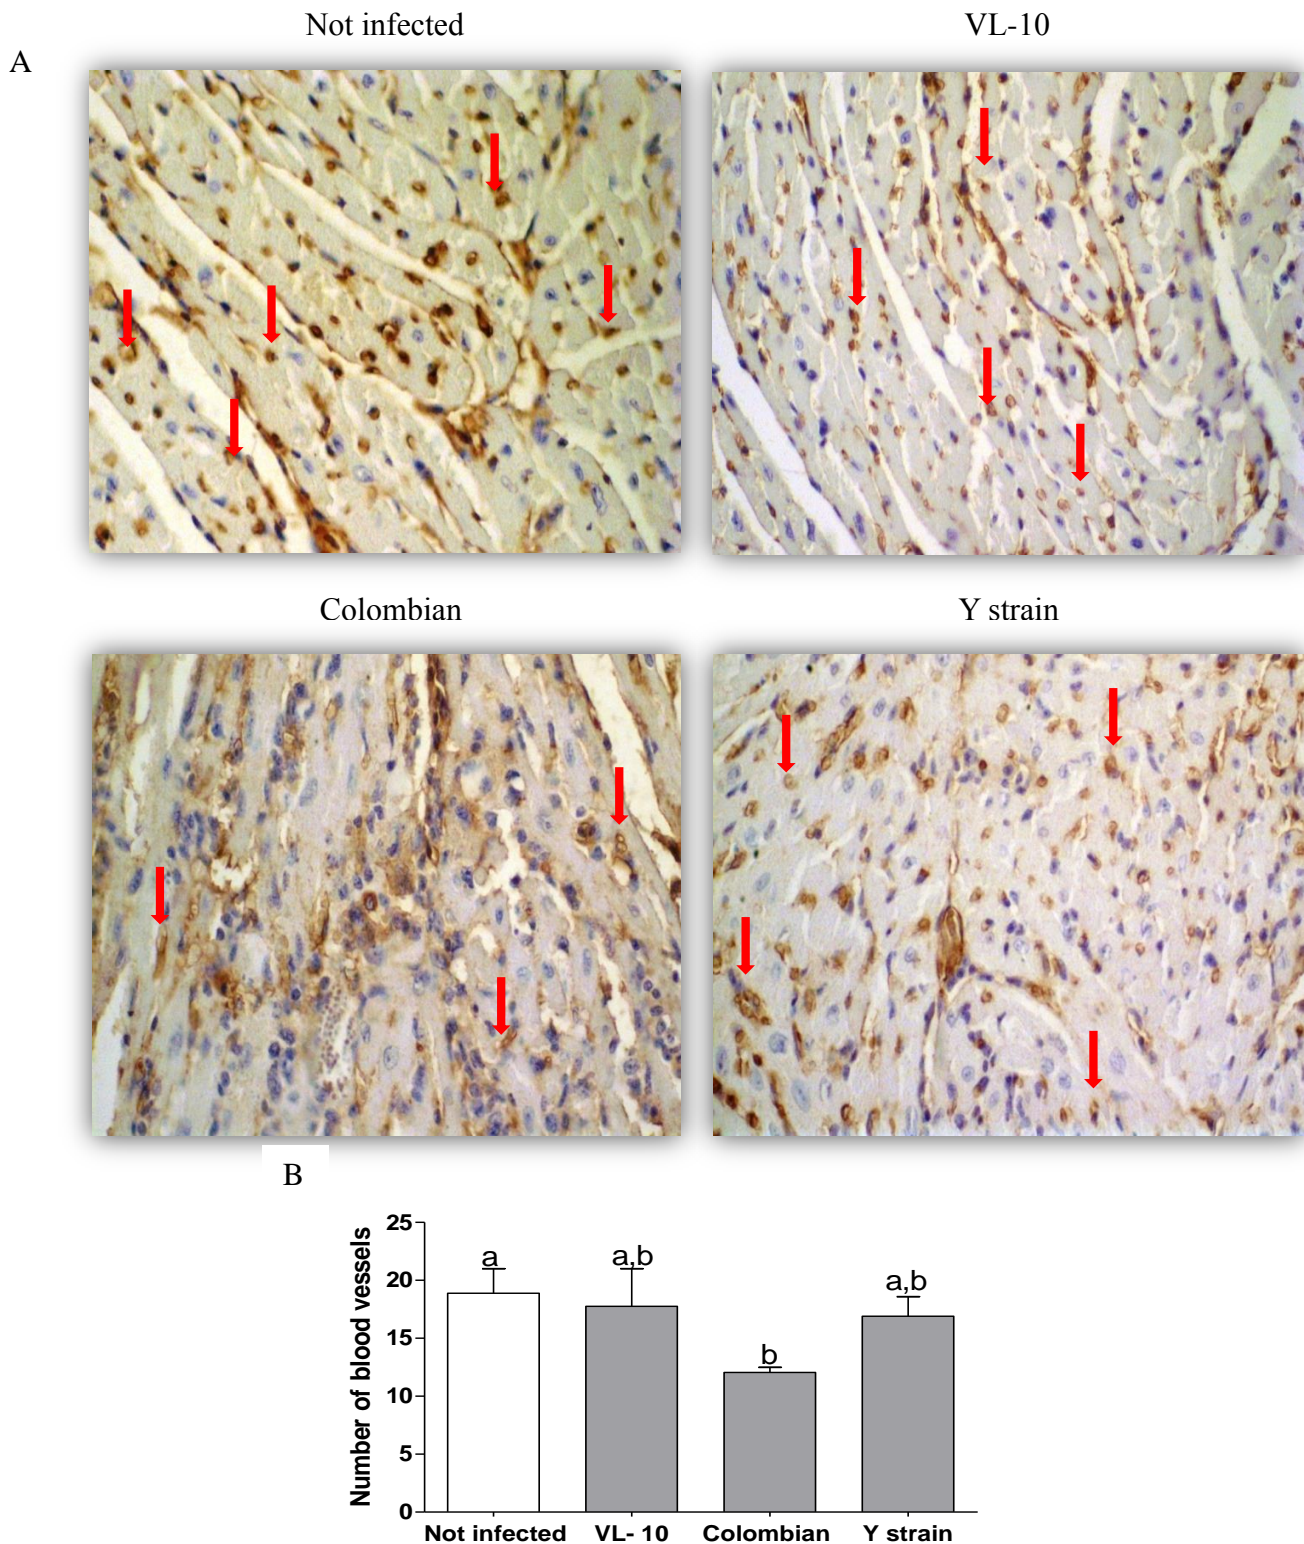 Not infected
VL-10
A
Colombian
Y strain
B
Number of blood vessels
25
20
15
10
5
0
a
a,b
b
a,b
Not infected
VL- 10
Colombian
Y strain